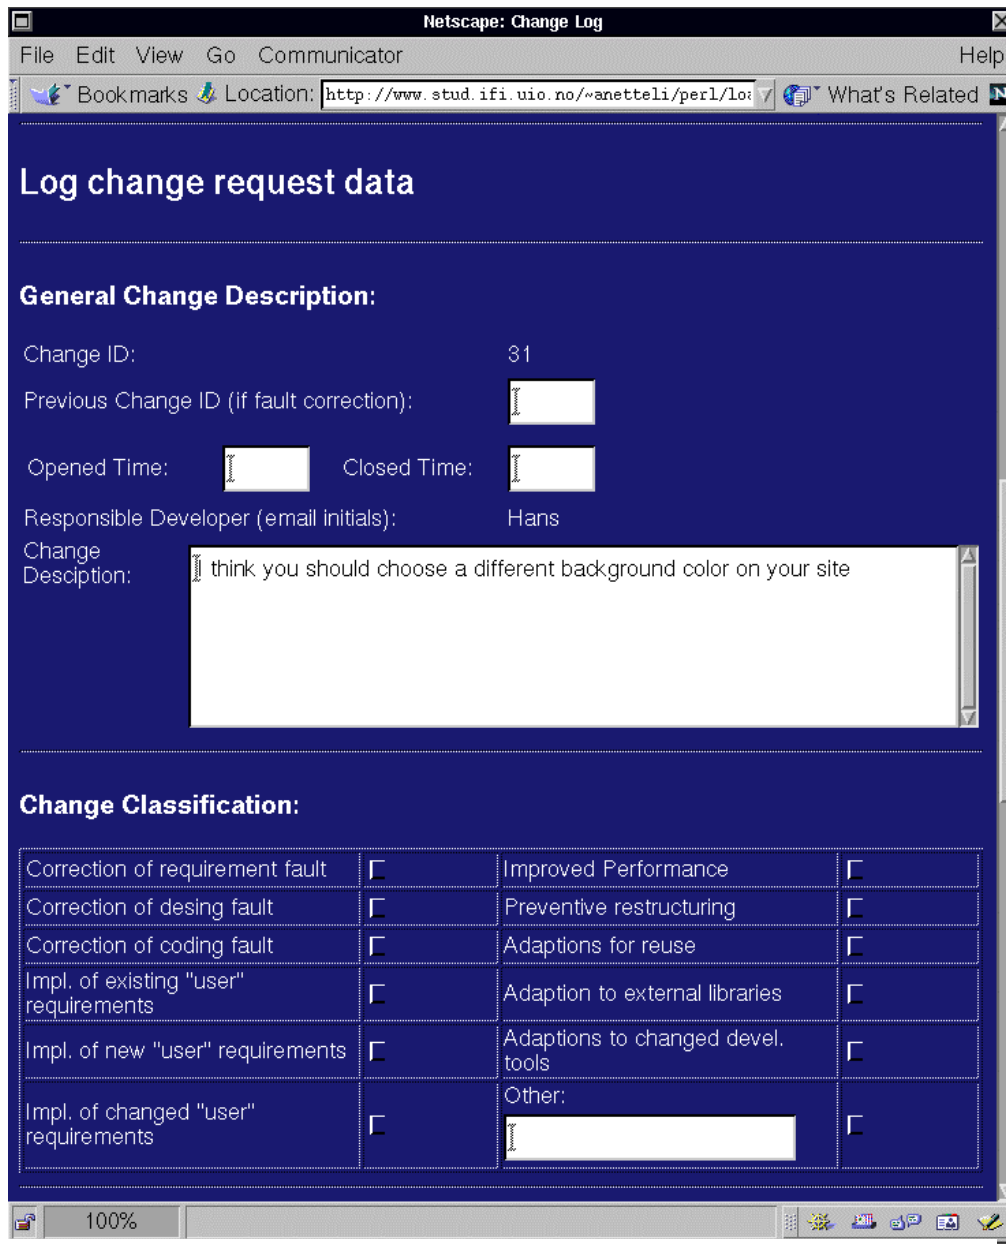 Netscape: Change Log
File Edit View Go Communicator Help
Bookmarks Location: http://www.stud.ifi.uio.no/~anetteli/perl/loa What's Related N
Log change request data
General Change Description:
Change ID: 31
Previous Change ID (if fault correction):
Opened Time: Closed Time:
Responsible Developer (email initials): Hans
Change
Desciption:
I think you should choose a different background color on your site
Change Classification:
Correction of requirement fault Improved Performance
Correction of desing fault Preventive restructuring
Correction of coding fault Adaptions for reuse
Impl. of existing "user"
requirements
Adaption to external libraries
Impl. of new "user" requirements
Adaptions to changed devel.
tools
Impl. of changed "user"
requirements
Other:
100%